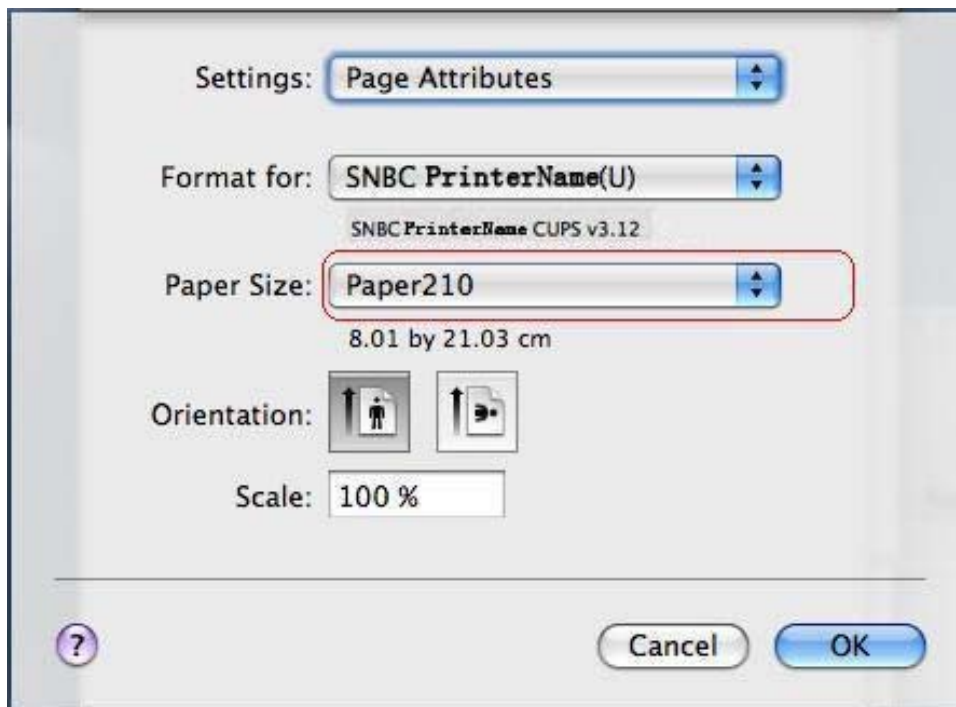 Settings: Page Attributes
Format for: SNBC PrinterName(U)
SNBC PrinterName CUPS v3.12
Paper Size: Paper210
8.01 by 21.03 cm
Orientation:
Scale: 100 %
? Cancel OK